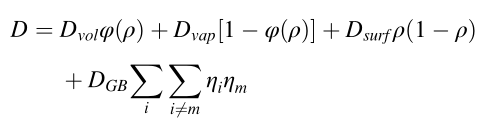 D = D_{vol}φ(ρ) + D_{vap}[1 − φ(ρ)] + D_{surf}ρ(1 − ρ)
+ D_{GB} ∑_{i} ∑_{i≠m} η_{i}η_{m}